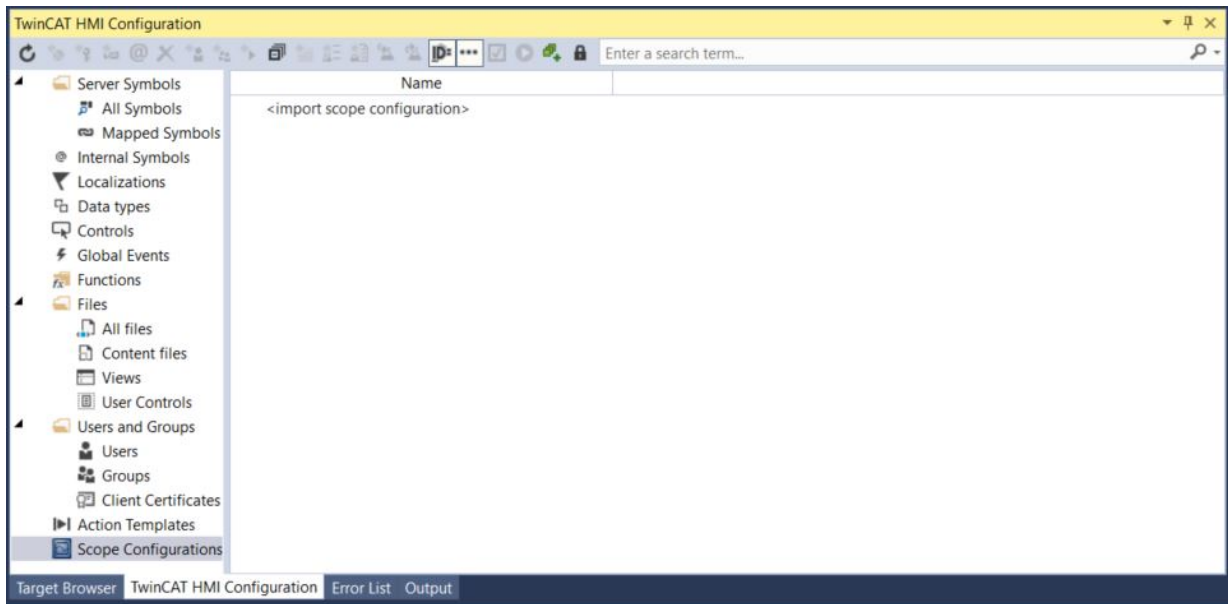 TwinCAT HMI Configuration
Enter a search term...
Server Symbols
Name
All Symbols
<import scope configuration>
Mapped Symbols
Internal Symbols
Localizations
Data types
Controls
Global Events
Functions
Files
All files
Content files
Views
User Controls
Users and Groups
Users
Groups
Client Certificates
Action Templates
Scope Configurations
Target Browser TwinCAT HMI Configuration Error List Output